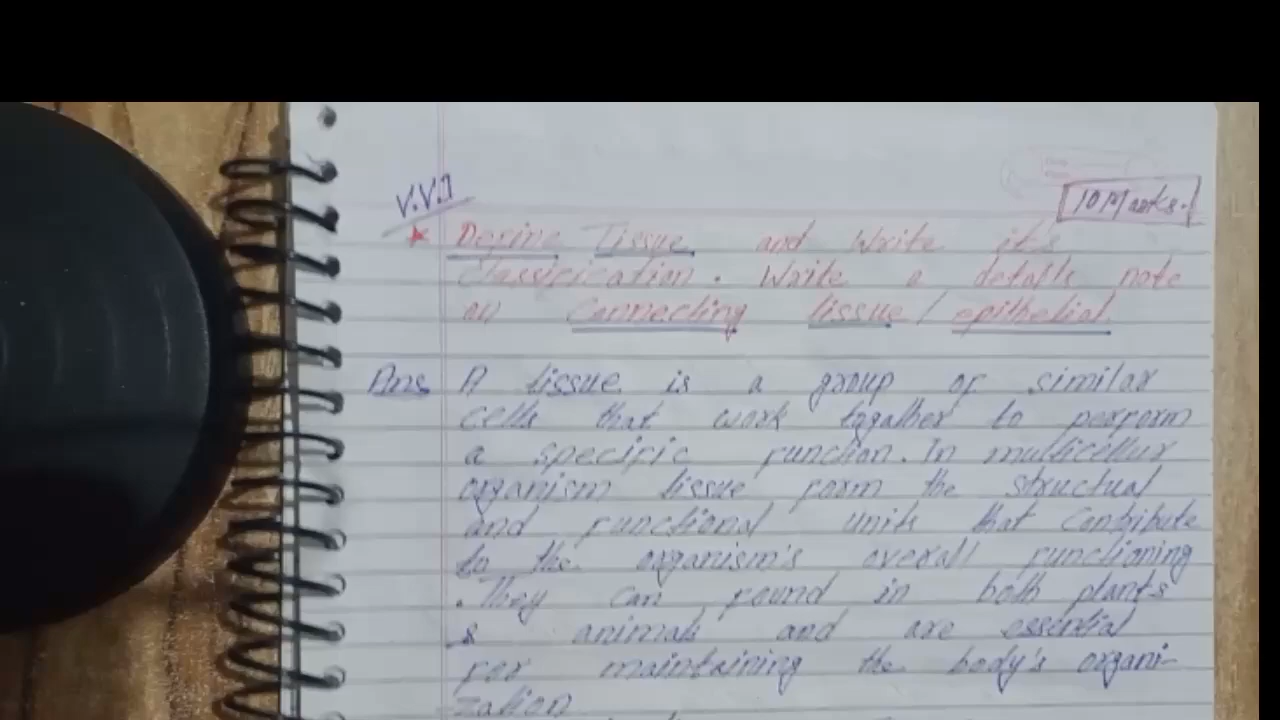 V.V.I
10 Marks.
* Define Tissue and Write it's
classification. Write a details note
on Connecting tissue/epithelial
Ans A tissue is a group of similar
cells that work togather to perform
a specific function. In multicellur
organism tissue form the structual
and functional units that contribute
to the organism's overall functioning
. They can found in both plants
s animals and are essential
for maintaining the body's organi-
zation